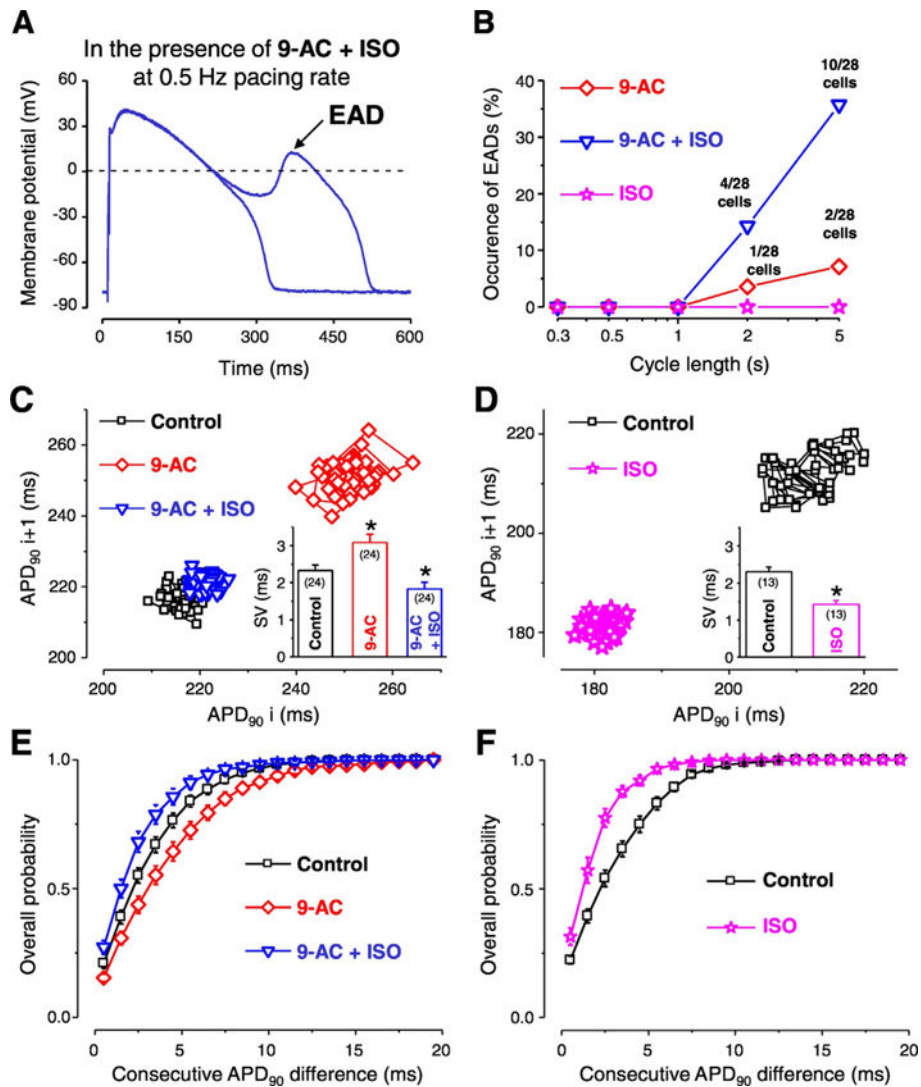 A
In the presence of 9-AC + ISO
at 0.5 Hz pacing rate
EAD
Membrane potential (mV)
60
30
0
-30
-60
-90
0
150
300
450
600
Time (ms)
B
9-AC
9-AC + ISO
ISO
10/28
cells
4/28
cells
2/28
cells
1/28
cells
Occurence of EADs (%)
40
30
20
10
0
0.3
0.5
1
2
5
Cycle length (s)
C
Control
9-AC
9-AC + ISO
APD90 i+1 (ms)
260
240
220
200
200
220
240
260
APD90 i (ms)
SV (ms)
3
2
1
0
*
*
(24)
(24)
(24)
Control
9-AC
9-AC
+ ISO
D
Control
ISO
APD90 i+1 (ms)
220
200
180
180
200
220
APD90 i (ms)
SV (ms)
3
2
1
0
*
(13)
(13)
Control
ISO
E
Overall probability
1.0
0.5
0.0
Control
9-AC
9-AC + ISO
0
5
10
15
20
Consecutive APD90 difference (ms)
F
Overall probability
1.0
0.5
0.0
Control
ISO
0
5
10
15
20
Consecutive APD90 difference (ms)